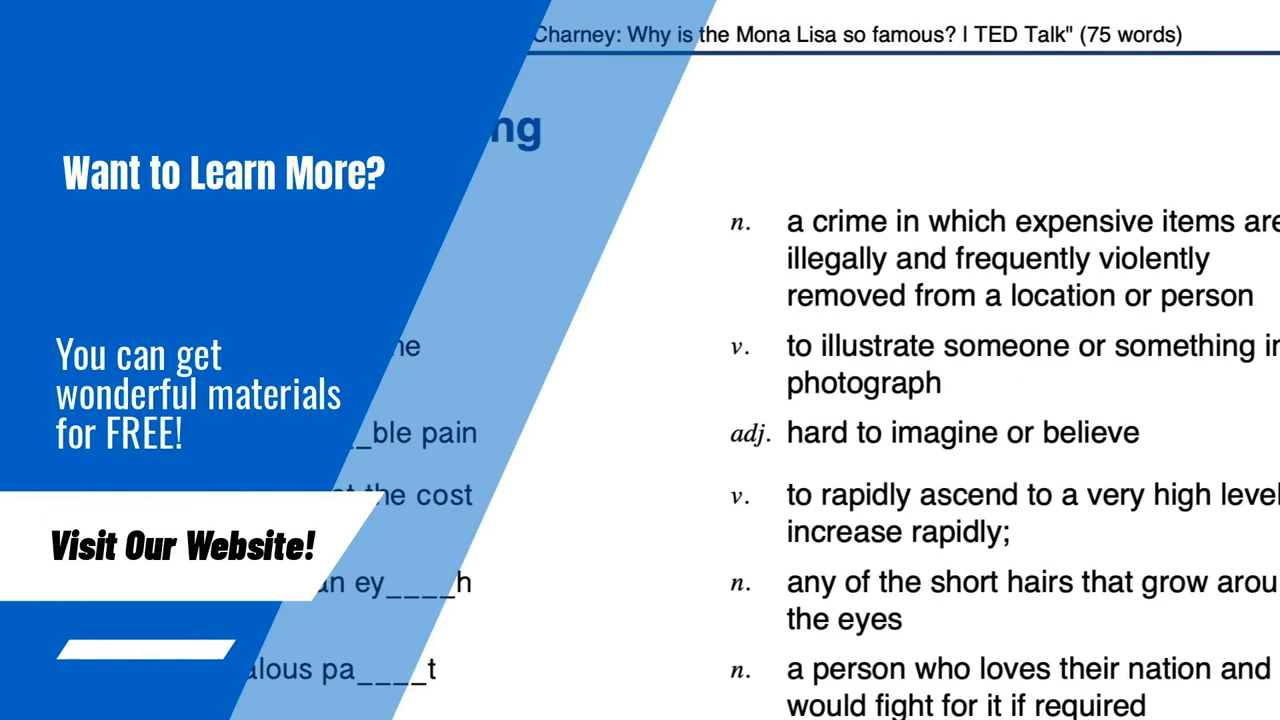 Charney: Why is the Mona Lisa so famous? | TED Talk" (75 words)
ng
Want to Learn More?
You can get
wonderful materials
for FREE!
Visit Our Website!
n. a crime in which expensive items are
illegally and frequently violently
removed from a location or person
he v. to illustrate someone or something in
photograph
_ble pain adj. hard to imagine or believe
the cost v. to rapidly ascend to a very high level
increase rapidly;
an ey____h n. any of the short hairs that grow arou
the eyes
alous pa____t n. a person who loves their nation and
would fight for it if required